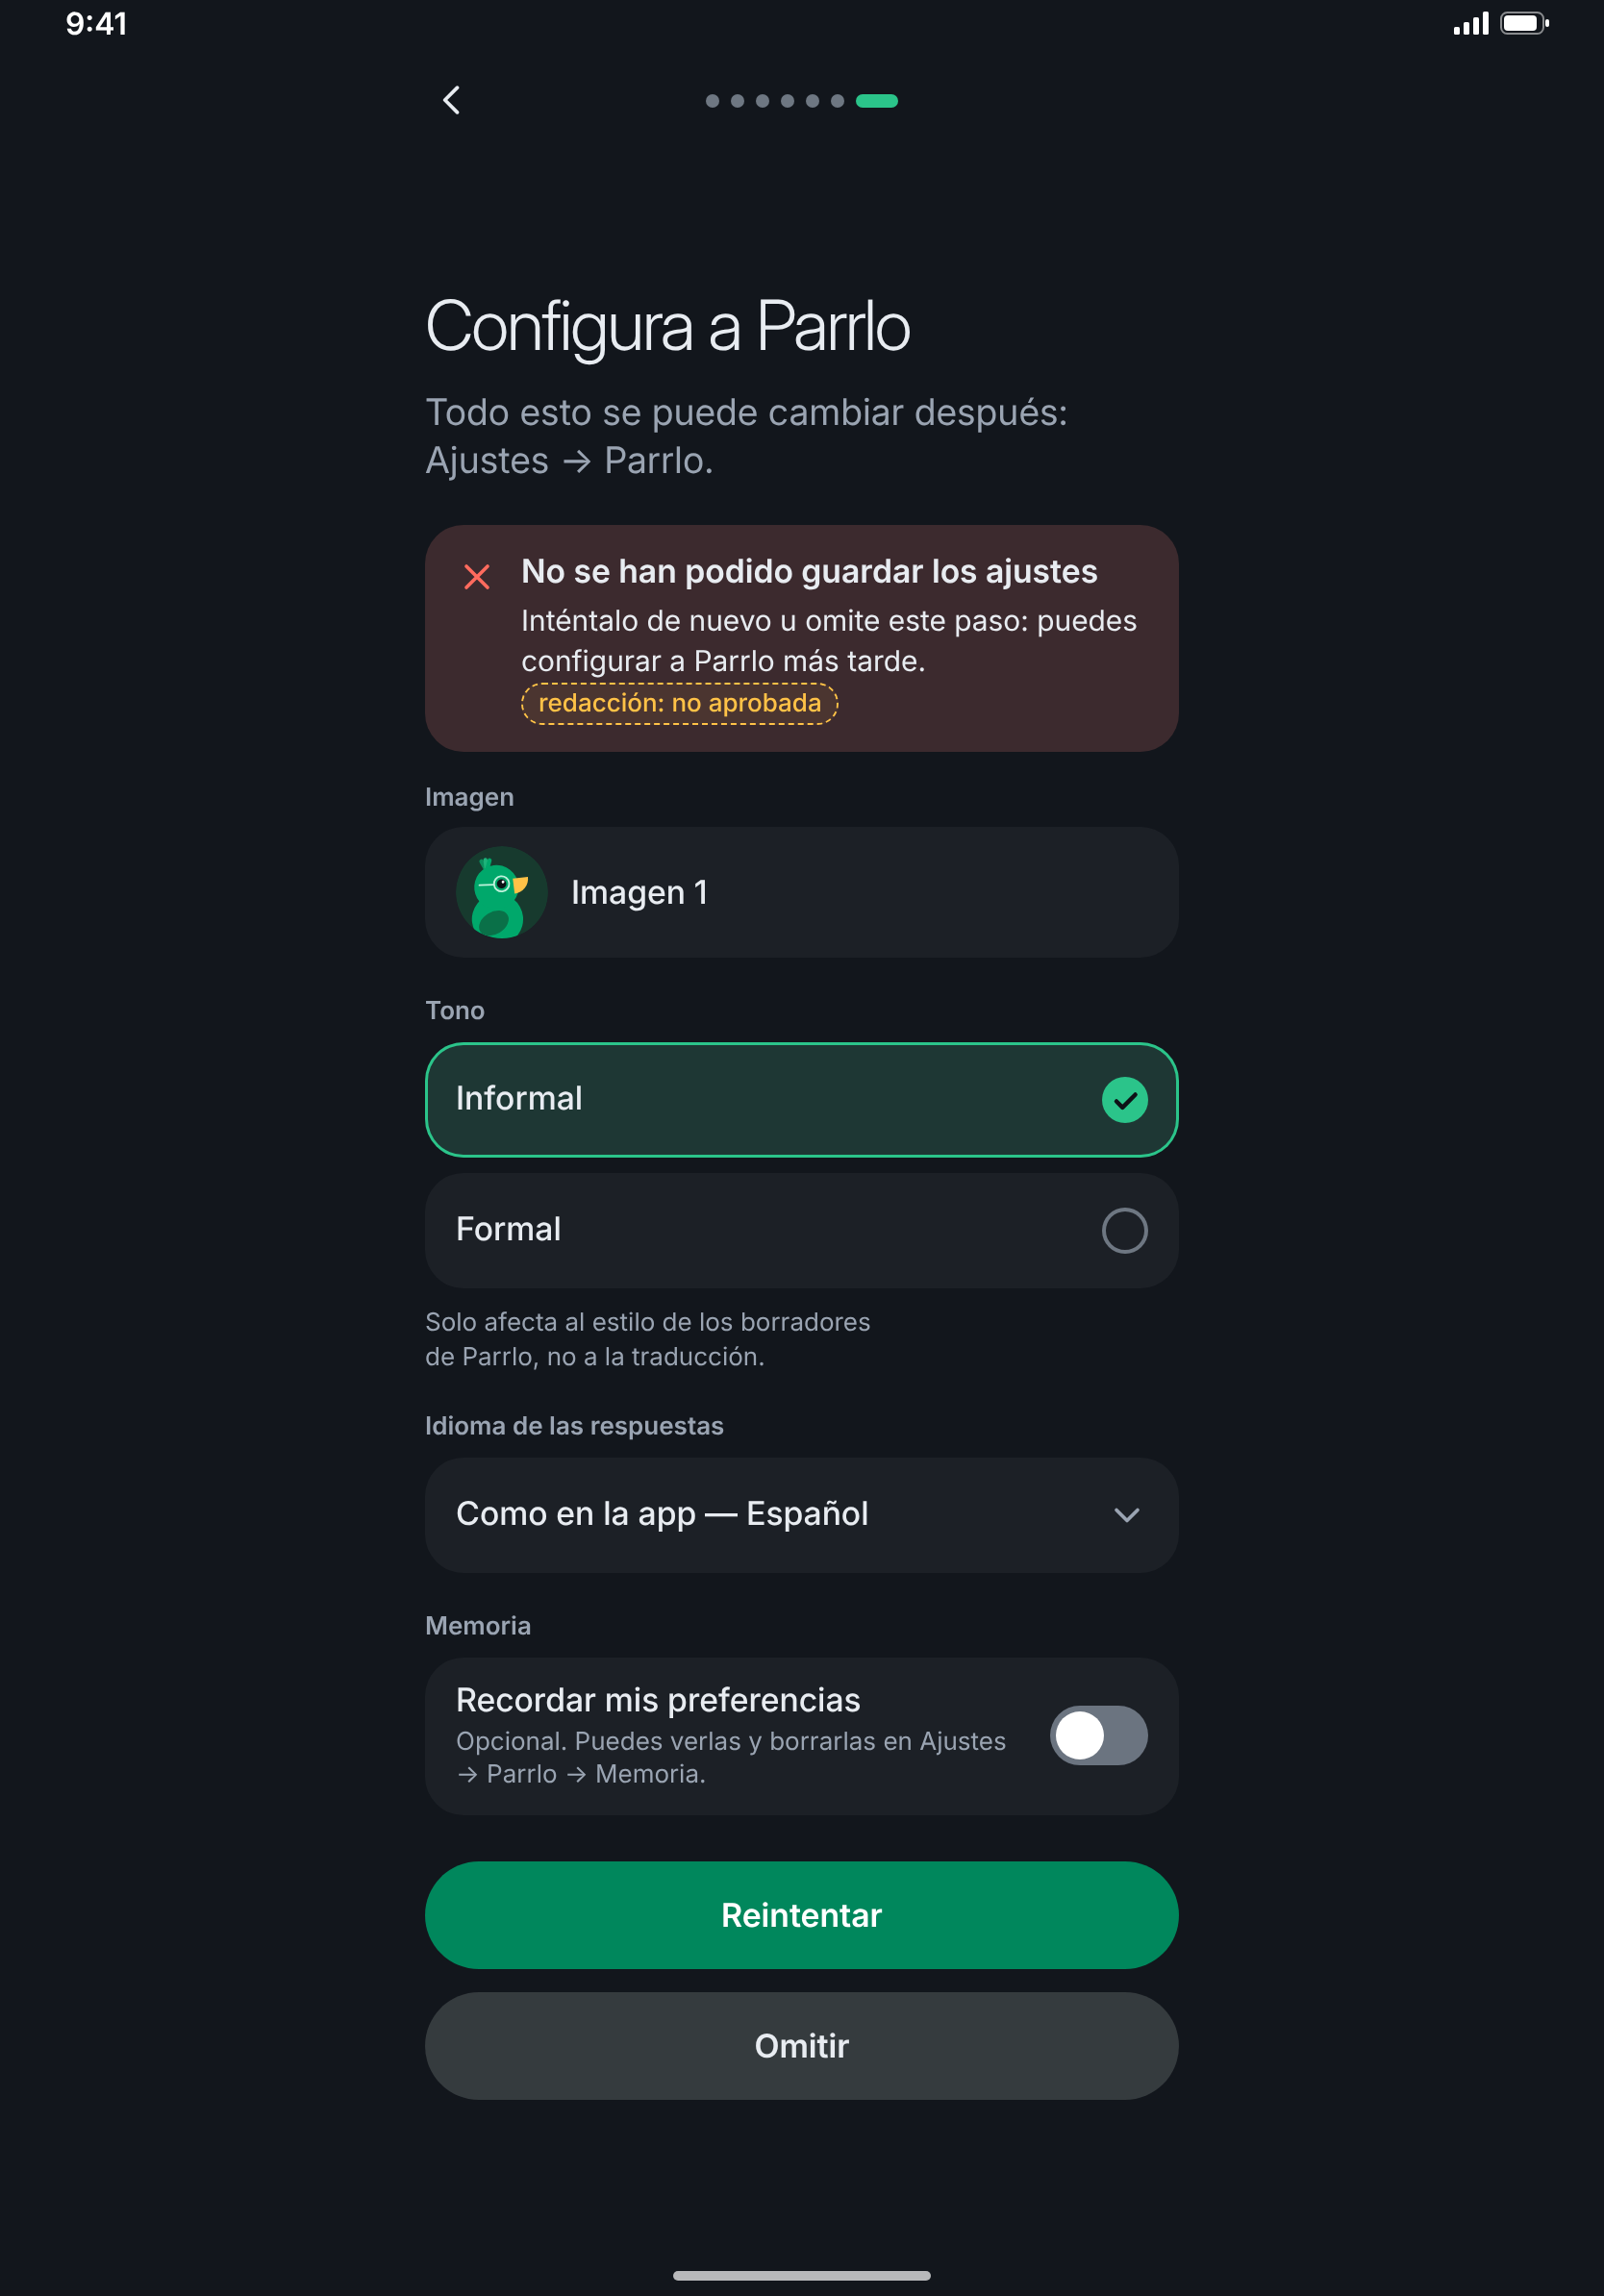 9:41
Configura a Parrlo
Todo esto se puede cambiar después:
Ajustes → Parrlo.
No se han podido guardar los ajustes
Inténtalo de nuevo u omite este paso: puedes
configurar a Parrlo más tarde.
redacción: no aprobada
Imagen
Imagen 1
Tono
Informal
Formal
Solo afecta al estilo de los borradores
de Parrlo, no a la traducción.
Idioma de las respuestas
Como en la app — Español
Memoria
Recordar mis preferencias
Opcional. Puedes verlas y borrarlas en Ajustes
→ Parrlo → Memoria.
Reintentar
Omitir